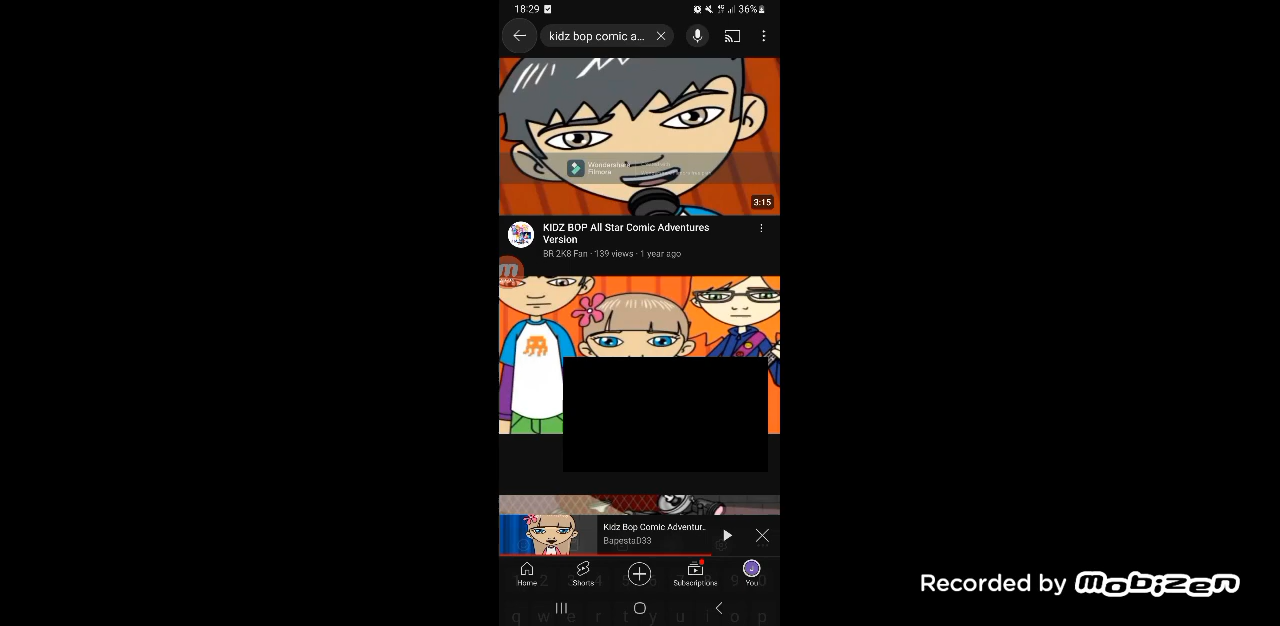 18:29
36%
kidz bop comic a...
Wondershare
Filmora
3:15
KIDZ BOP All Star Comic Adventures
Version
BR 2K8 Fan · 139 views · 1 year ago
m
Kidz Bop Comic Adventur..
BapestaD33
Home
Shorts
Subscriptions
J
You
q w e r t y u i o p
Recorded by mobizen